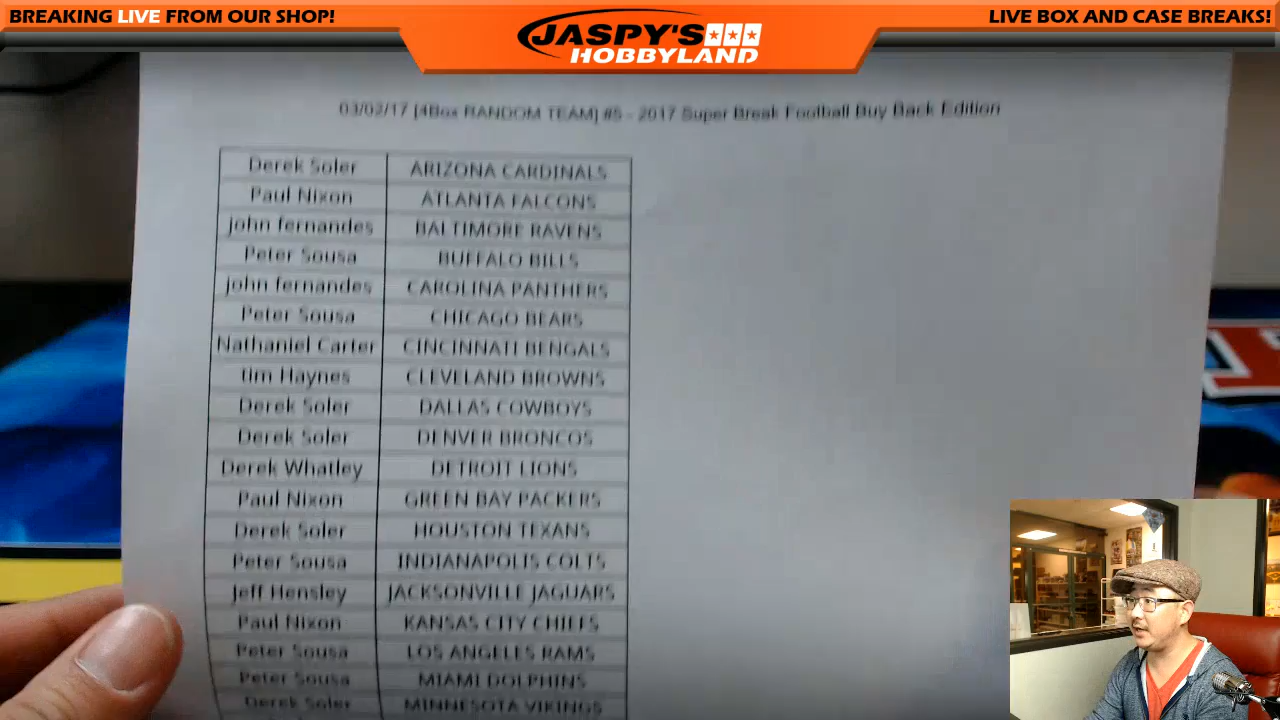 BREAKING LIVE FROM OUR SHOP!
JASPY'S
HOBBYLAND
LIVE BOX AND CASE BREAKS!
03/02/17 [4Box RANDOM TEAM] #5 - 2017 Super Break Football Buy Back Edition
Derek Soler ARIZONA CARDINALS
Paul Nixon ATLANTA FALCONS
john fernandes BALTIMORE RAVENS
Peter Sousa BUFFALO BILLS
john fernandes CAROLINA PANTHERS
Peter Sousa CHICAGO BEARS
Nathaniel Carter CINCINNATI BENGALS
tim Haynes CLEVELAND BROWNS
Derek Soler DALLAS COWBOYS
Derek Soler DENVER BRONCOS
Derek Whatley DETROIT LIONS
Paul Nixon GREEN BAY PACKERS
Derek Soler HOUSTON TEXANS
Peter Sousa INDIANAPOLIS COLTS
Jeff Hensley JACKSONVILLE JAGUARS
Paul Nixon KANSAS CITY CHIEFS
Peter Sousa LOS ANGELES RAMS
Peter Sousa MIAMI DOLPHINS
Derek Soler MINNESOTA VIKINGS